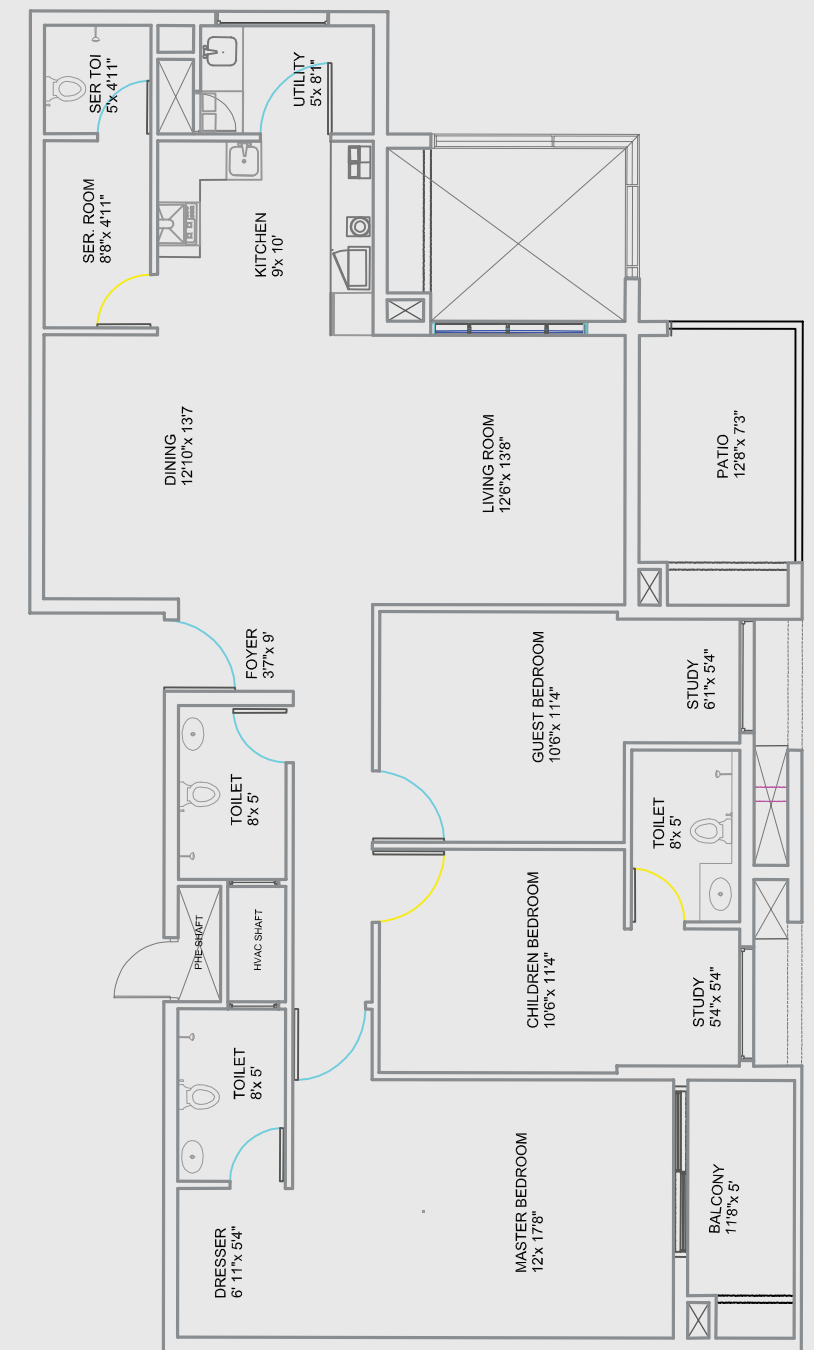 SER TOI
5'x 4'11"
UTILITY
5'x 8'1"
SER. ROOM
8'8"x 4'11"
KITCHEN
9'x 10'
DINING
12'10"x 13'7
LIVING ROOM
12'6"x 13'8"
PATIO
12'8"x 7'3"
FOYER
3'7"x 9'
GUEST BEDROOM
10'6"x 11'4"
STUDY
6'1"x 5'4"
TOILET
8'x 5'
TOILET
8'x 5'
PHE SHAFT
HVAC SHAFT
CHILDREN BEDROOM
10'6"x 11'4"
STUDY
5'4"x 5'4"
TOILET
8'x 5'
MASTER BEDROOM
12'x 17'8"
BALCONY
11'8"x 5'
DRESSER
6' 11"x 5'4"